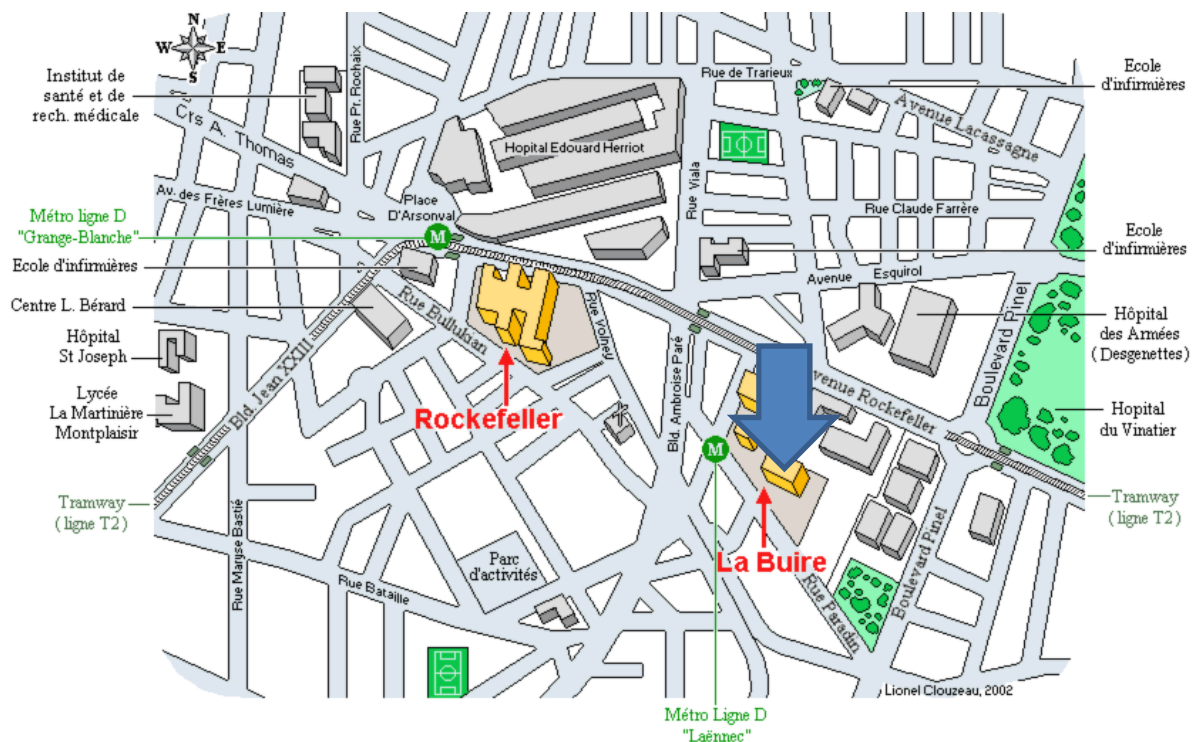 N
W E
S
Institut de
santé et de
rech. médicale
Rue Pr. Rochaix
Crs A. Thomas
Av. des Frères Lumière
Métro ligne D
"Grange-Blanche"
Ecole d'infirmières
Centre L. Bérard
Hôpital
St Joseph
Lycée
La Martinière
Montplaisir
Tramway
( ligne T2 )
Place
D'Arsonval
M
Hopital Edouard Herriot
Rue de Trarieux
Avenue Lacassagne
Ecole
d'infirmières
Rue Viala
Rue Claude Farrère
Ecole
d'infirmières
Avenue Esquirol
Boulevard Pinel
Hôpital
des Armées
( Desgenettes)
Hopital
du Vinatier
Tramway
( ligne T2 )
Rue Bullukian
Rue Volney
Bld. Ambroise Paré
venue Rockefeller
Bld. Jean XXIII
Rockefeller
M
La Buire
Boulevard Pinel
Rue Paradin
Rue Maryse Bastié
Rue Bataille
Parc
d'activités
Lionel Clouzeau, 2002
Métro Ligne D
"Laënnec"